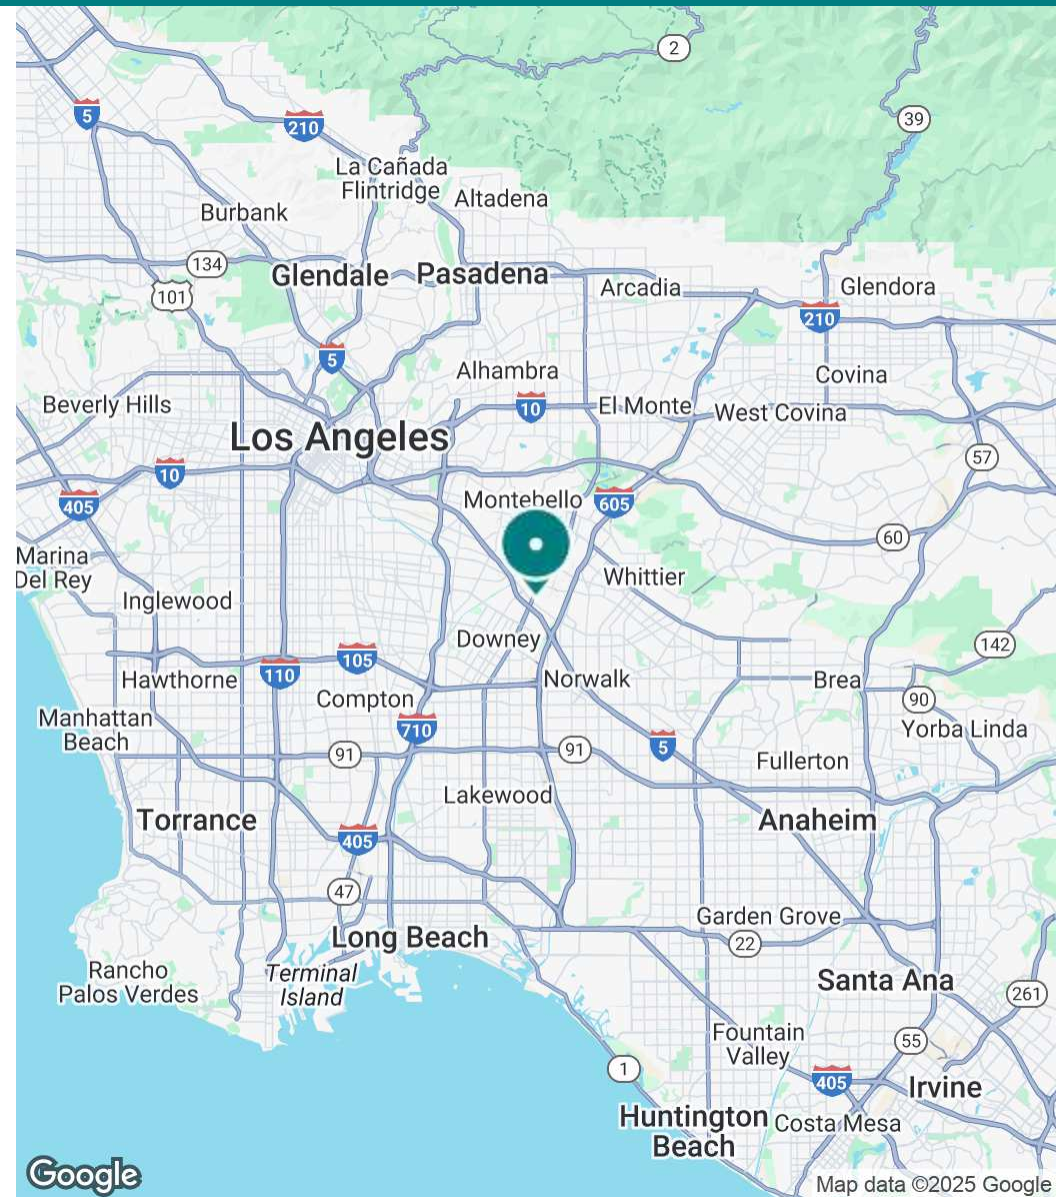 2
5
39
210
La Cañada
Flintridge
Altadena
Burbank
134
Glendale
Pasadena
101
Arcadia
Glendora
210
5
Alhambra
Covina
Beverly Hills
10
El Monte
West Covina
Los Angeles
57
10
405
Montebello
605
60
Marina
Del Rey
Whittier
Inglewood
Downey
142
105
110
Hawthorne
Norwalk
Brea
Compton
90
Manhattan
Beach
710
Yorba Linda
91
91
5
Fullerton
Lakewood
Torrance
Anaheim
405
47
Garden Grove
Long Beach
22
Rancho
Palos Verdes
Terminal
Island
Santa Ana
261
Fountain
Valley
55
1
405
Irvine
Huntington
Beach
Costa Mesa
Google
Map data ©2025 Google